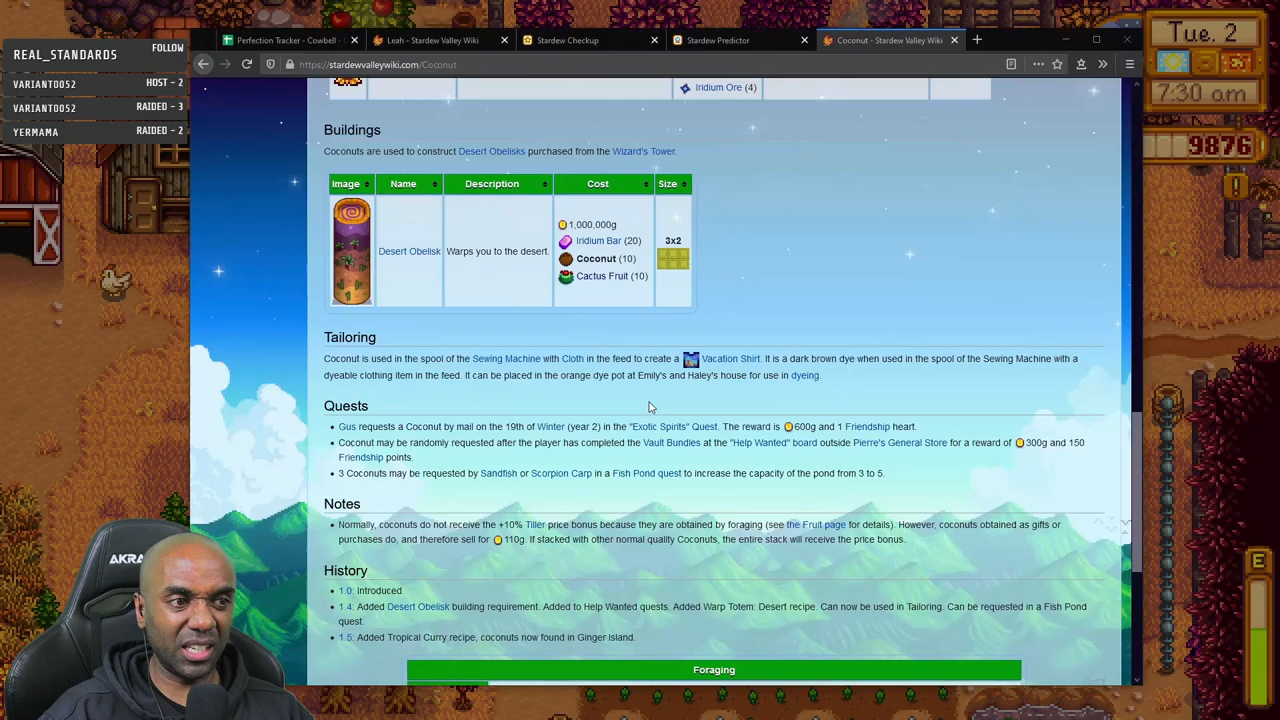 REAL_STANDARDS
FOLLOW
VARIANT0052 HOST - 2
VARIANT0052 RAIDED - 3
YERMAMA RAIDED - 2
Perfection Tracker - Cowbell -
Leah - Stardew Valley Wiki
Stardew Checkup
Stardew Predictor
Coconut - Stardew Valley Wiki
https://stardewvalleywiki.com/Coconut
Tue. 2
7:30 am
9876
Iridium Ore (4)
Buildings
Coconuts are used to construct Desert Obelisks purchased from the Wizard's Tower.
Image Name Description Cost Size
Desert Obelisk
Warps you to the desert.
1,000,000g
Iridium Bar (20)
Coconut (10)
Cactus Fruit (10)
3x2
Tailoring
Coconut is used in the spool of the Sewing Machine with Cloth in the feed to create a Vacation Shirt. It is a dark brown dye when used in the spool of the Sewing Machine with a
dyeable clothing item in the feed. It can be placed in the orange dye pot at Emily's and Haley's house for use in dyeing.
Quests
Gus requests a Coconut by mail on the 19th of Winter (year 2) in the "Exotic Spirits" Quest. The reward is 600g and 1 Friendship heart.
Coconut may be randomly requested after the player has completed the Vault Bundles at the "Help Wanted" board outside Pierre's General Store for a reward of 300g and 150
Friendship points.
3 Coconuts may be requested by Sandfish or Scorpion Carp in a Fish Pond quest to increase the capacity of the pond from 3 to 5.
Notes
Normally, coconuts do not receive the +10% Tiller price bonus because they are obtained by foraging (see the Fruit page for details). However, coconuts obtained as gifts or
purchases do, and therefore sell for 110g. If stacked with other normal quality Coconuts, the entire stack will receive the price bonus.
History
1.0: Introduced.
1.4: Added Desert Obelisk building requirement. Added to Help Wanted quests. Added Warp Totem: Desert recipe. Can now be used in Tailoring. Can be requested in a Fish Pond
quest.
1.5: Added Tropical Curry recipe, coconuts now found in Ginger Island.
Foraging
E